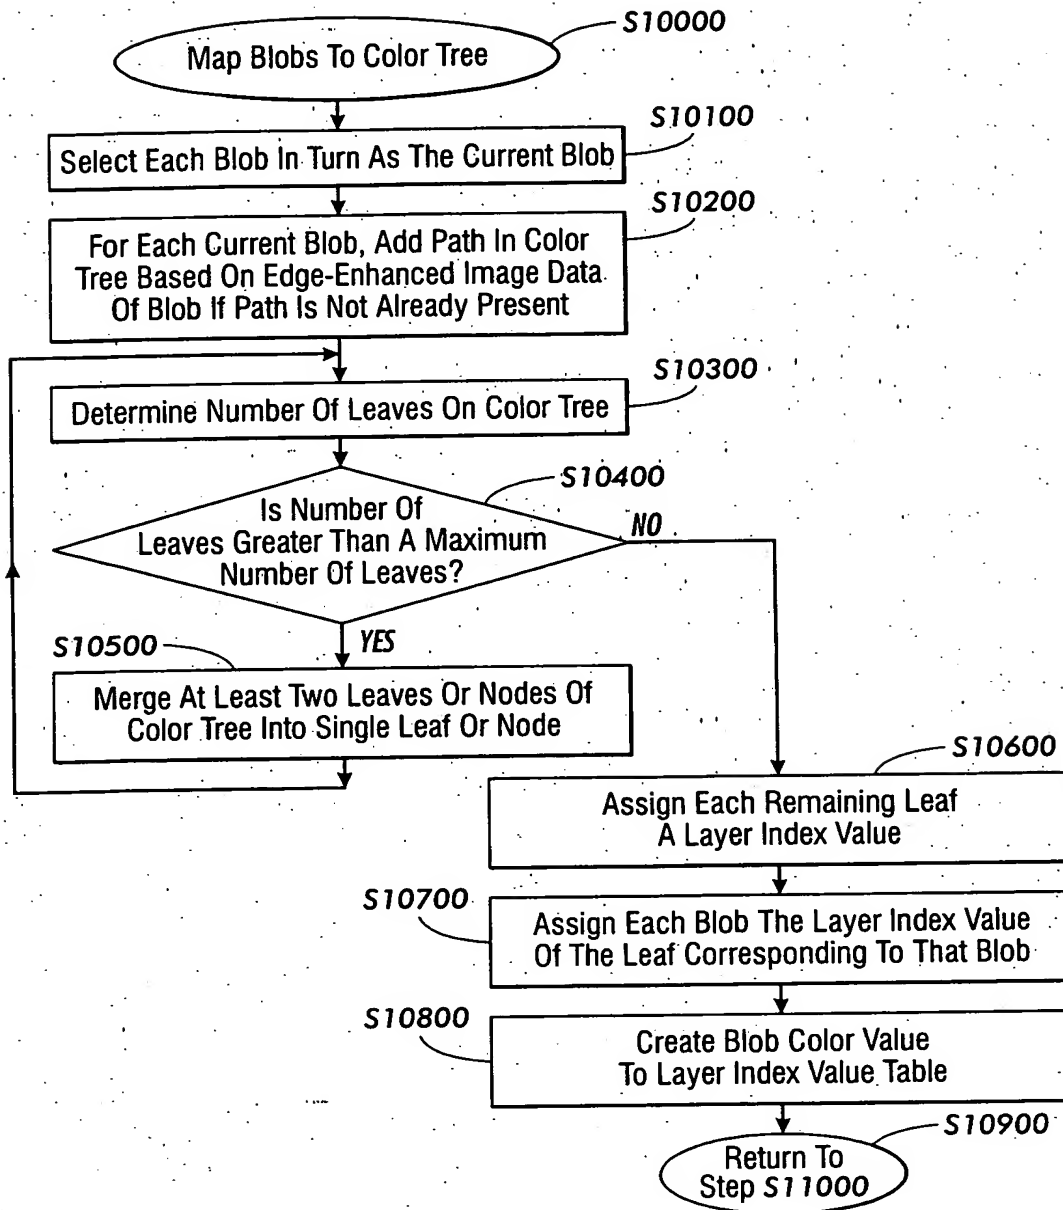 S10000
Map Blobs To Color Tree
S10100
Select Each Blob In Turn As The Current Blob
S10200
For Each Current Blob, Add Path In Color
Tree Based On Edge-Enhanced Image Data
Of Blob If Path Is Not Already Present
S10300
Determine Number Of Leaves On Color Tree
S10400
Is Number Of
Leaves Greater Than A Maximum
Number Of Leaves?
NO
YES
S10500
Merge At Least Two Leaves Or Nodes Of
Color Tree Into Single Leaf Or Node
S10600
Assign Each Remaining Leaf
A Layer Index Value
S10700
Assign Each Blob The Layer Index Value
Of The Leaf Corresponding To That Blob
S10800
Create Blob Color Value
To Layer Index Value Table
S10900
Return To
Step S11000